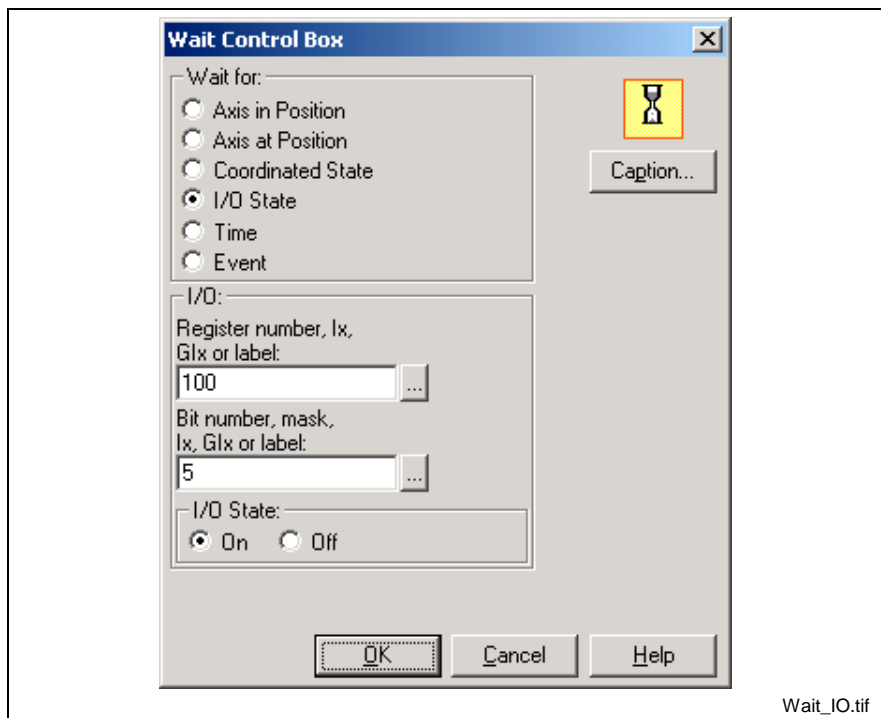 Wait Control Box
Wait for:
Axis in Position
Axis at Position
Coordinated State
I/O State
Time
Event
Caption...
I/O:
Register number, Ix,
GIx or label:
100
...
Bit number, mask,
Ix, GIx or label:
5
...
I/O State:
On
Off
OK
Cancel
Help
Wait_IO.tif